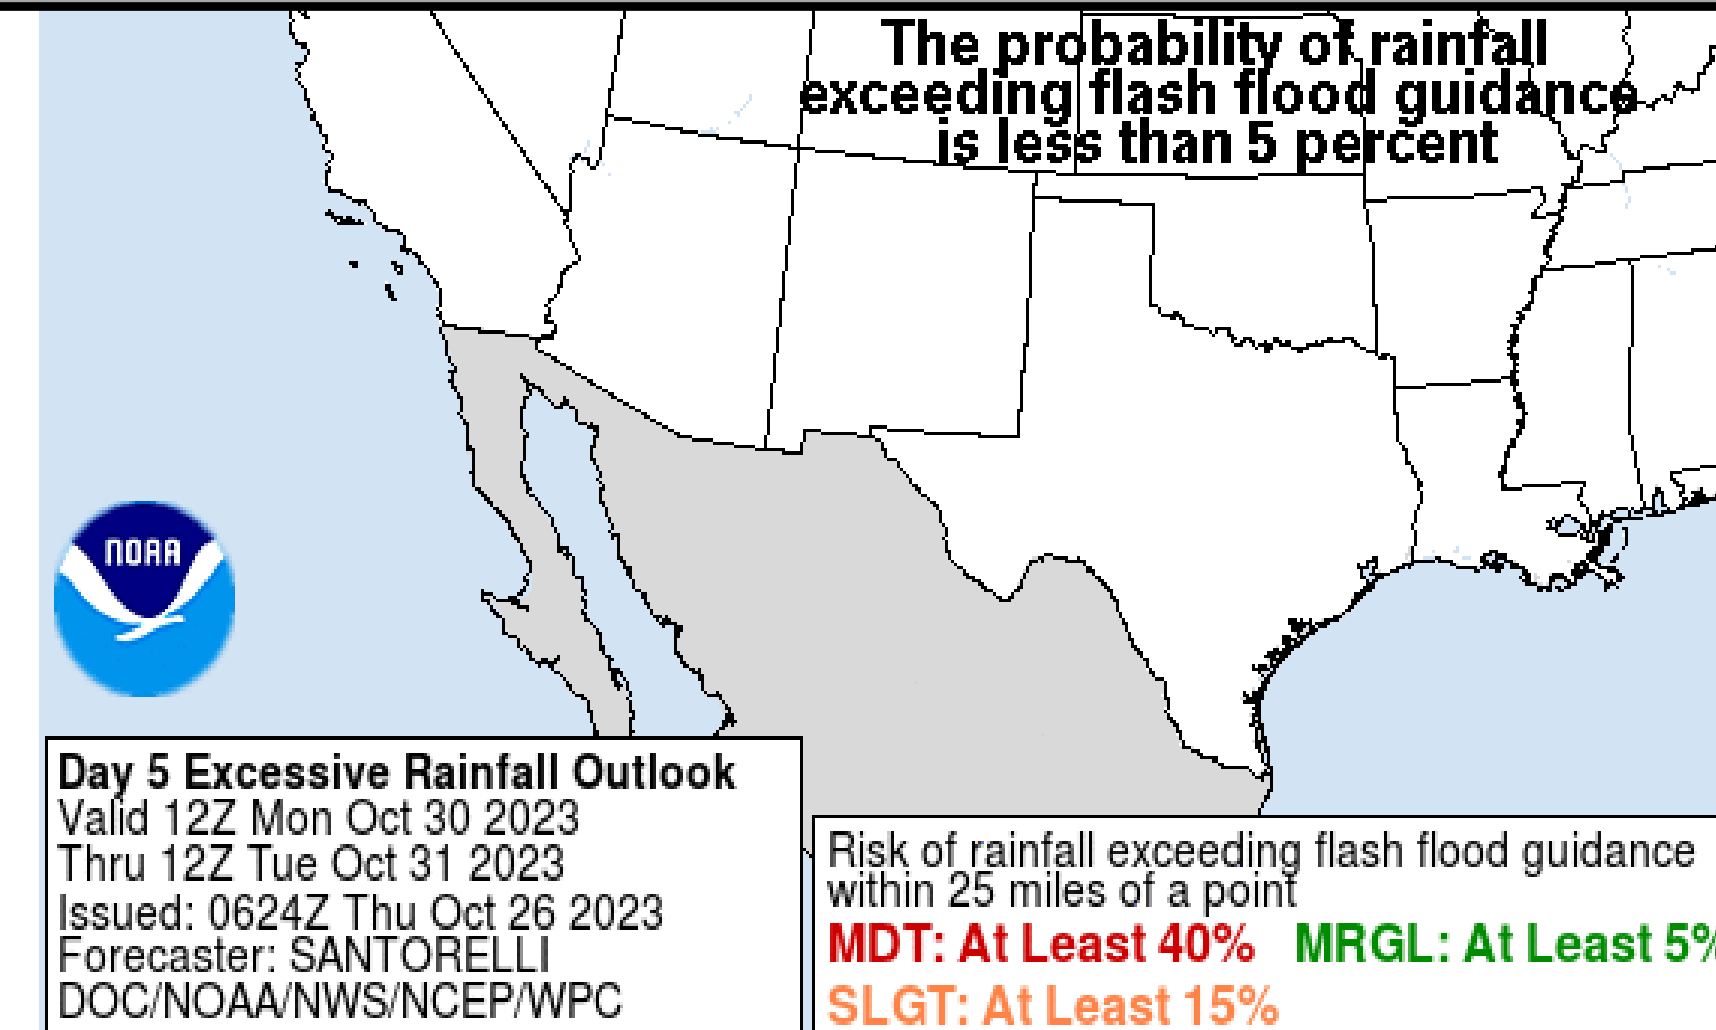 The probability of rainfall
exceeding flash flood guidance
is less than 5 percent
NOAA
Day 5 Excessive Rainfall Outlook
Valid 12Z Mon Oct 30 2023
Thru 12Z Tue Oct 31 2023
Issued: 0624Z Thu Oct 26 2023
Forecaster: SANTORELLI
DOC/NOAA/NWS/NCEP/WPC
Risk of rainfall exceeding flash flood guidance
within 25 miles of a point
MDT: At Least 40% MRGL: At Least 5%
SLGT: At Least 15%